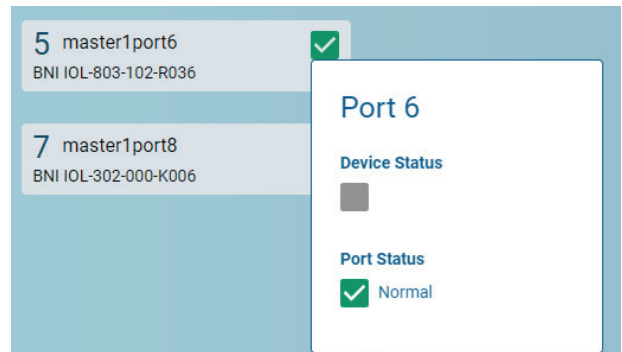 5 master1port6
BNI IOL-803-102-R036
7 master1port8
BNI IOL-302-000-K006
Port 6
Device Status
Port Status
Normal